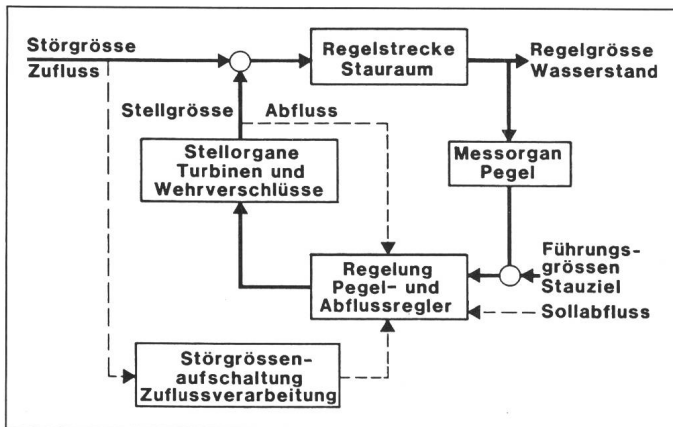 Störgrösse
Zufluss
Regelstrecke
Stauraum
Regelgrösse
Wasserstand
Stellgrösse
Abfluss
Stellorgane
Turbinen und
Wehrverschlüsse
Messorgan
Pegel
Regelung
Pegel- und
Abflussregler
Führungs-
grössen
Stauziel
Sollabfluss
Störgrössen-
aufschaltung
Zuflussverarbeitung